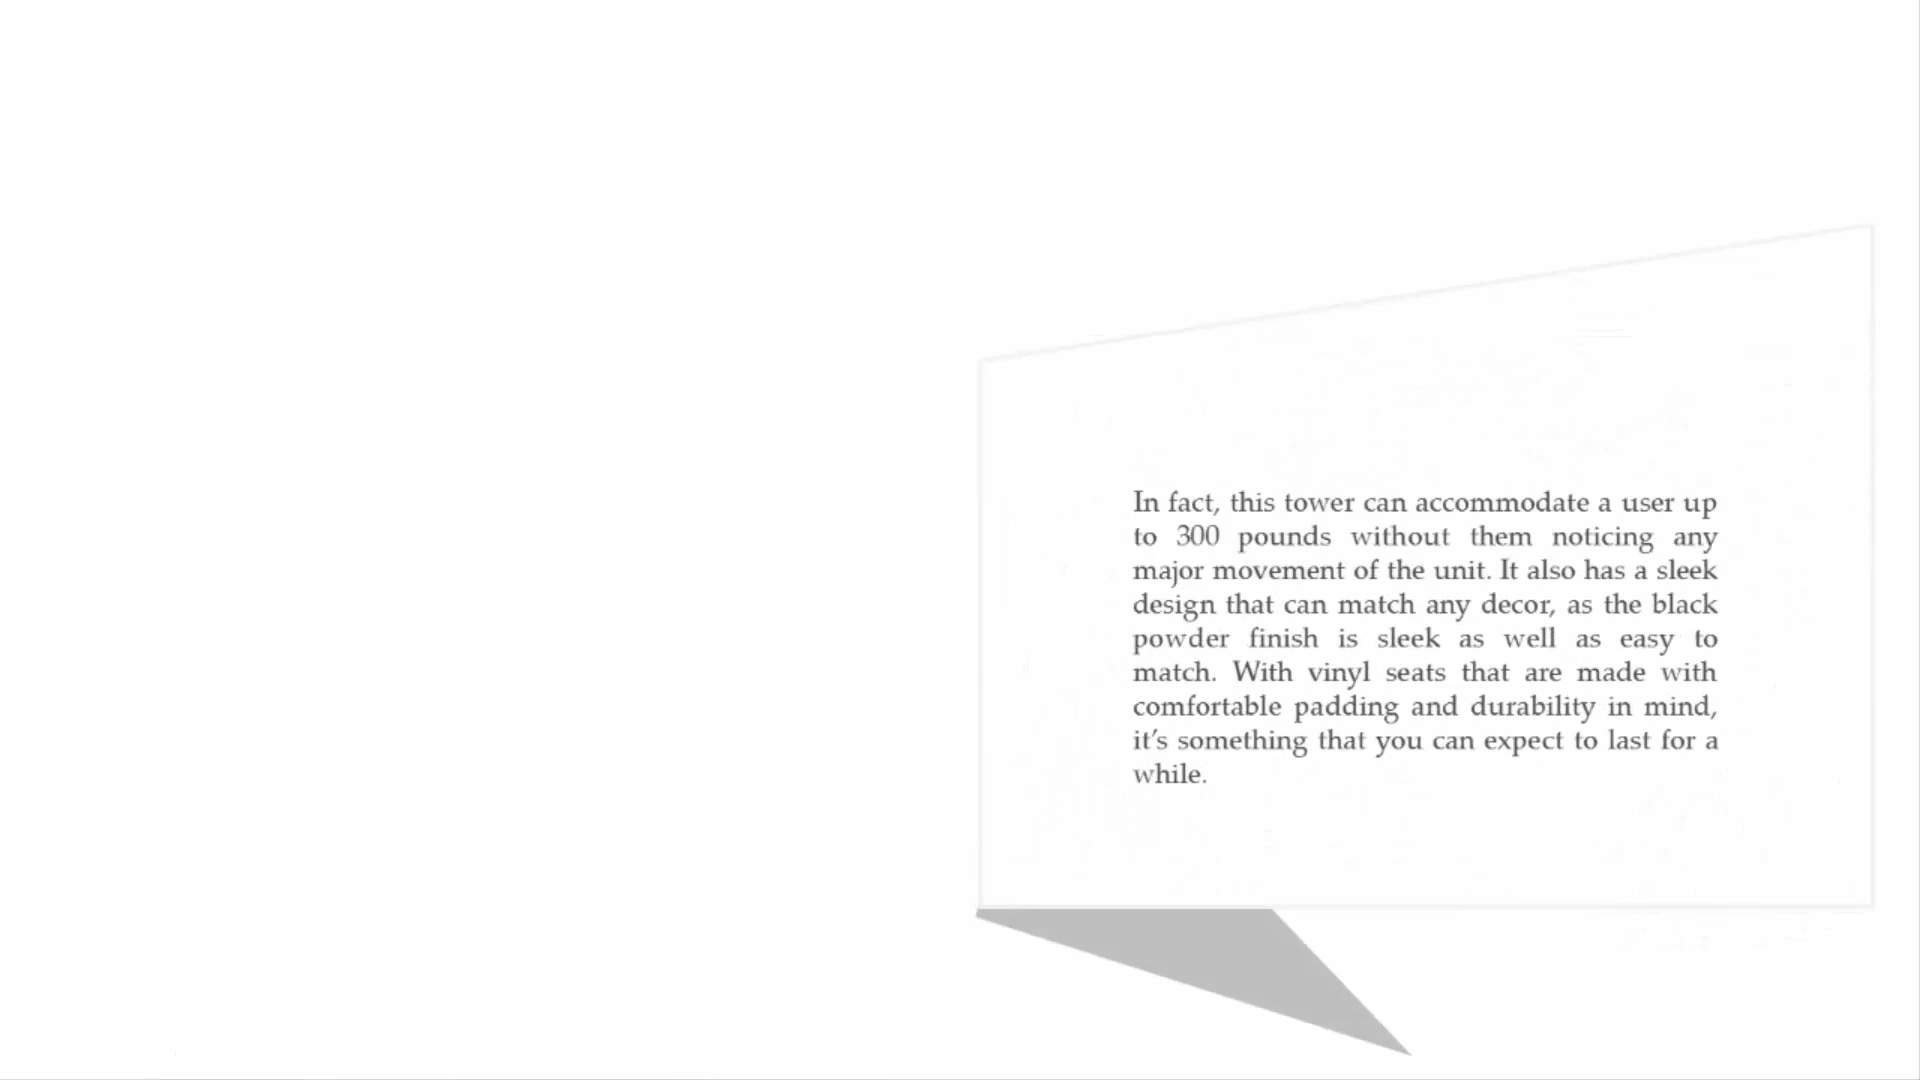 In fact, this tower can accommodate a user up
to 300 pounds without them noticing any
major movement of the unit. It also has a sleek
design that can match any decor, as the black
powder finish is sleek as well as easy to
match. With vinyl seats that are made with
comfortable padding and durability in mind,
it’s something that you can expect to last for a
while.